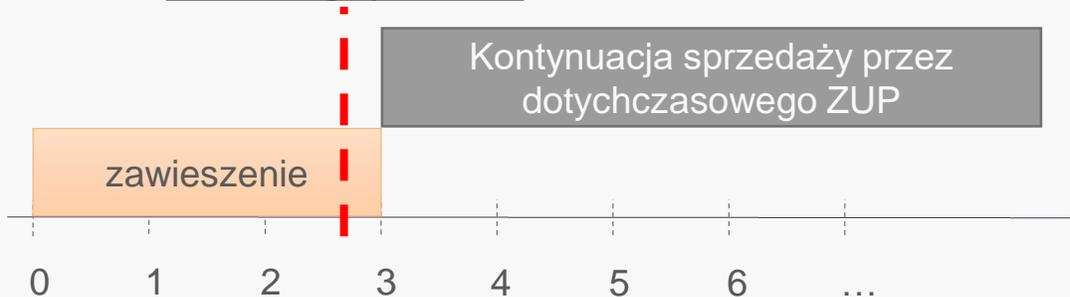 Kontynuacja sprzedaży przez
dotychczasowego ZUP
zawieszenie
0 1 2 3 4 5 6 ...